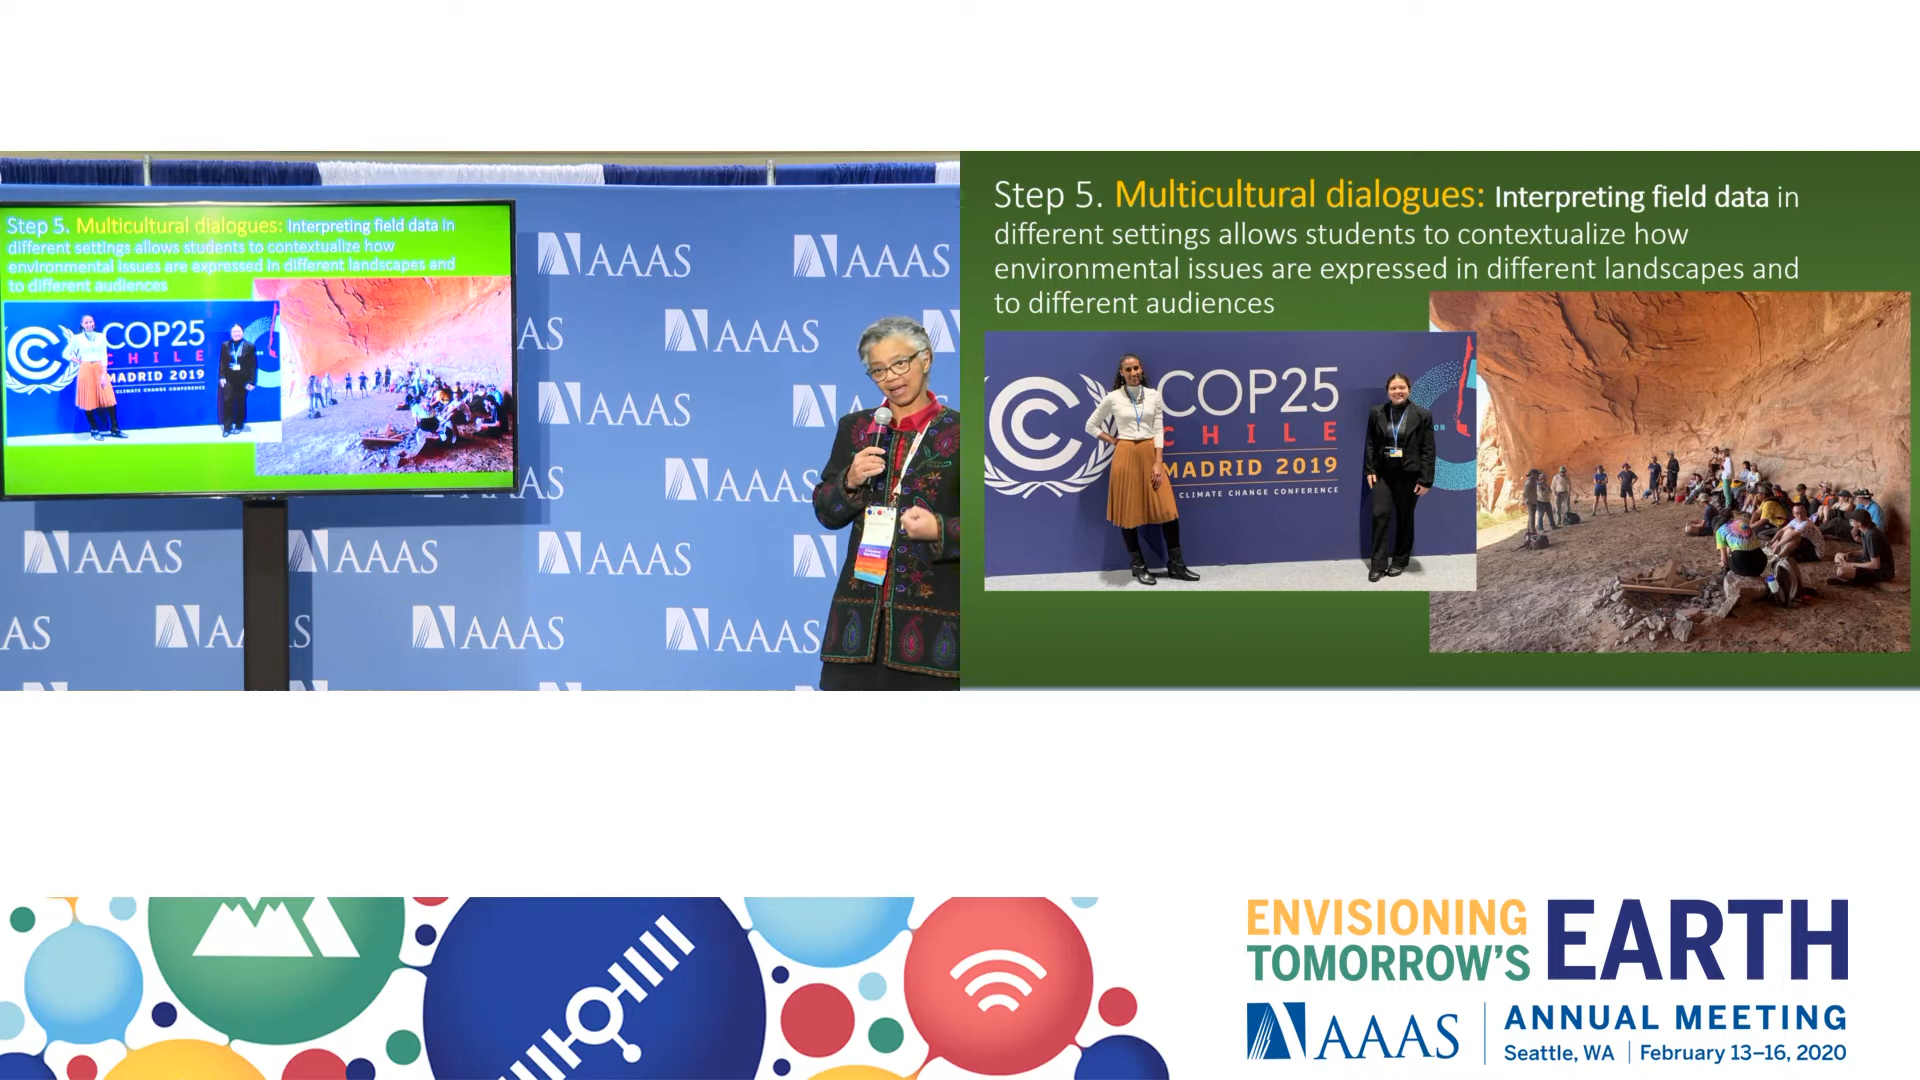 Step 5. Multicultural dialogues: Interpreting field data in
different settings allows students to contextualize how
environmental issues are expressed in different landscapes and
to different audiences
COP25
CHILE
MADRID 2019
CLIMATE CHANGE CONFERENCE
AAAS
AAAS
AS
AAAS
AAAS
AS
AAAS
AAAS
AAAS
AAAS
AS
AAAS
AAAS
Step 5. Multicultural dialogues: Interpreting field data in
different settings allows students to contextualize how
environmental issues are expressed in different landscapes and
to different audiences
COP25
CHILE
MADRID 2019
CLIMATE CHANGE CONFERENCE
ENVISIONING
TOMORROW'S
EARTH
AAAS
ANNUAL MEETING
Seattle, WA | February 13–16, 2020